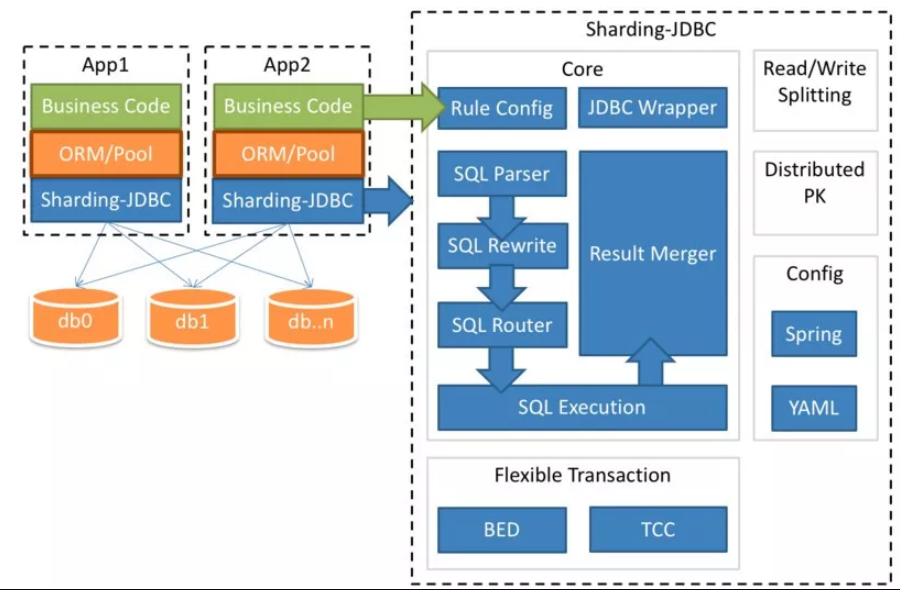 App1
Business Code
ORM/Pool
Sharding-JDBC
App2
Business Code
ORM/Pool
Sharding-JDBC
db0
db1
db..n
Sharding-JDBC
Core
Rule Config
JDBC Wrapper
SQL Parser
SQL Rewrite
SQL Router
Result Merger
SQL Execution
Flexible Transaction
BED
TCC
Read/Write
Splitting
Distributed
PK
Config
Spring
YAML